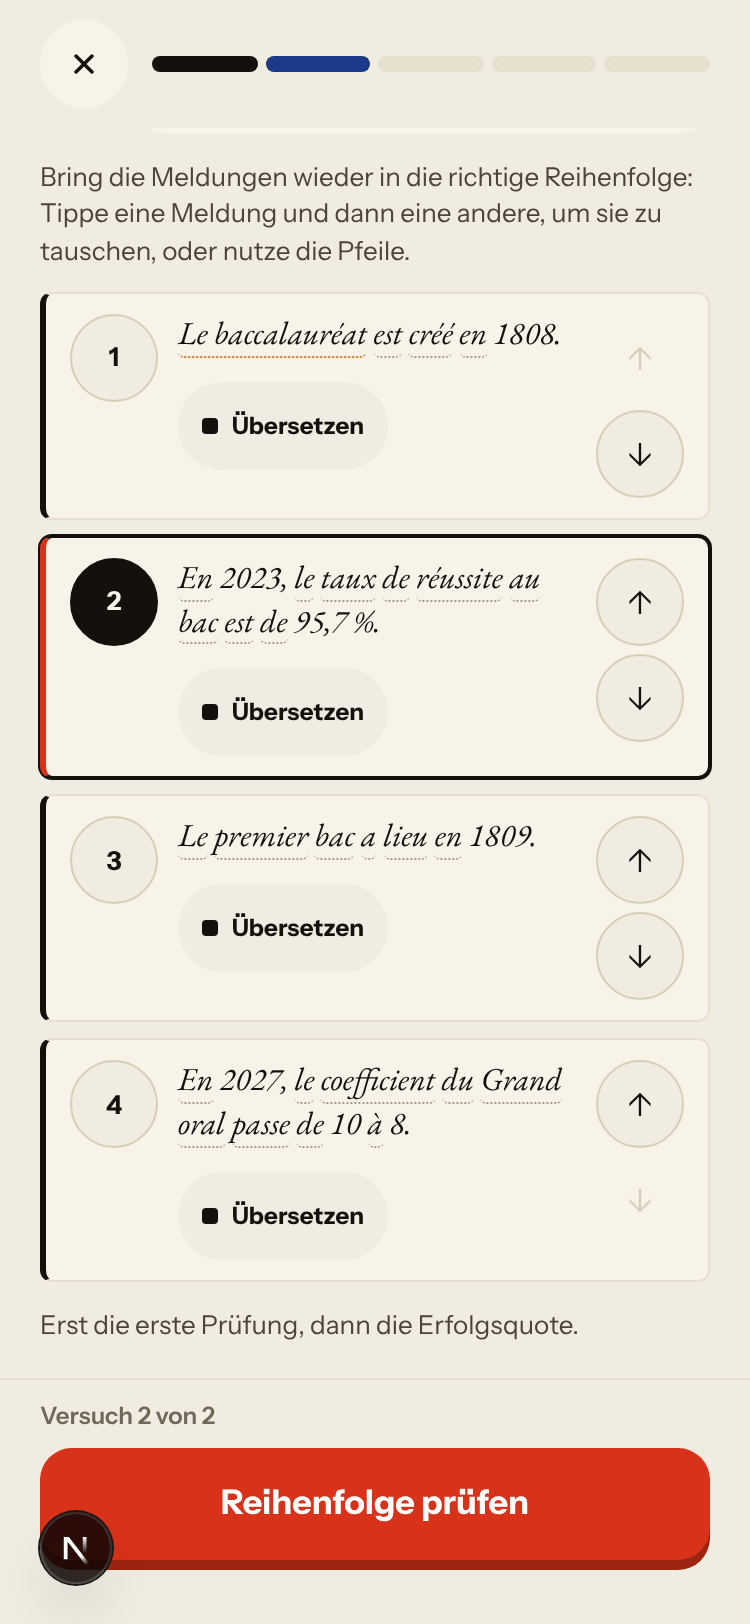 Bring die Meldungen wieder in die richtige Reihenfolge:
Tippe eine Meldung und dann eine andere, um sie zu
tauschen, oder nutze die Pfeile.
1
Le baccalauréat est créé en 1808.
Übersetzen
2
En 2023, le taux de réussite au
bac est de 95,7 %.
Übersetzen
3
Le premier bac a lieu en 1809.
Übersetzen
4
En 2027, le coefficient du Grand
oral passe de 10 à 8.
Übersetzen
Erst die erste Prüfung, dann die Erfolgsquote.
Versuch 2 von 2
Reihenfolge prüfen
N